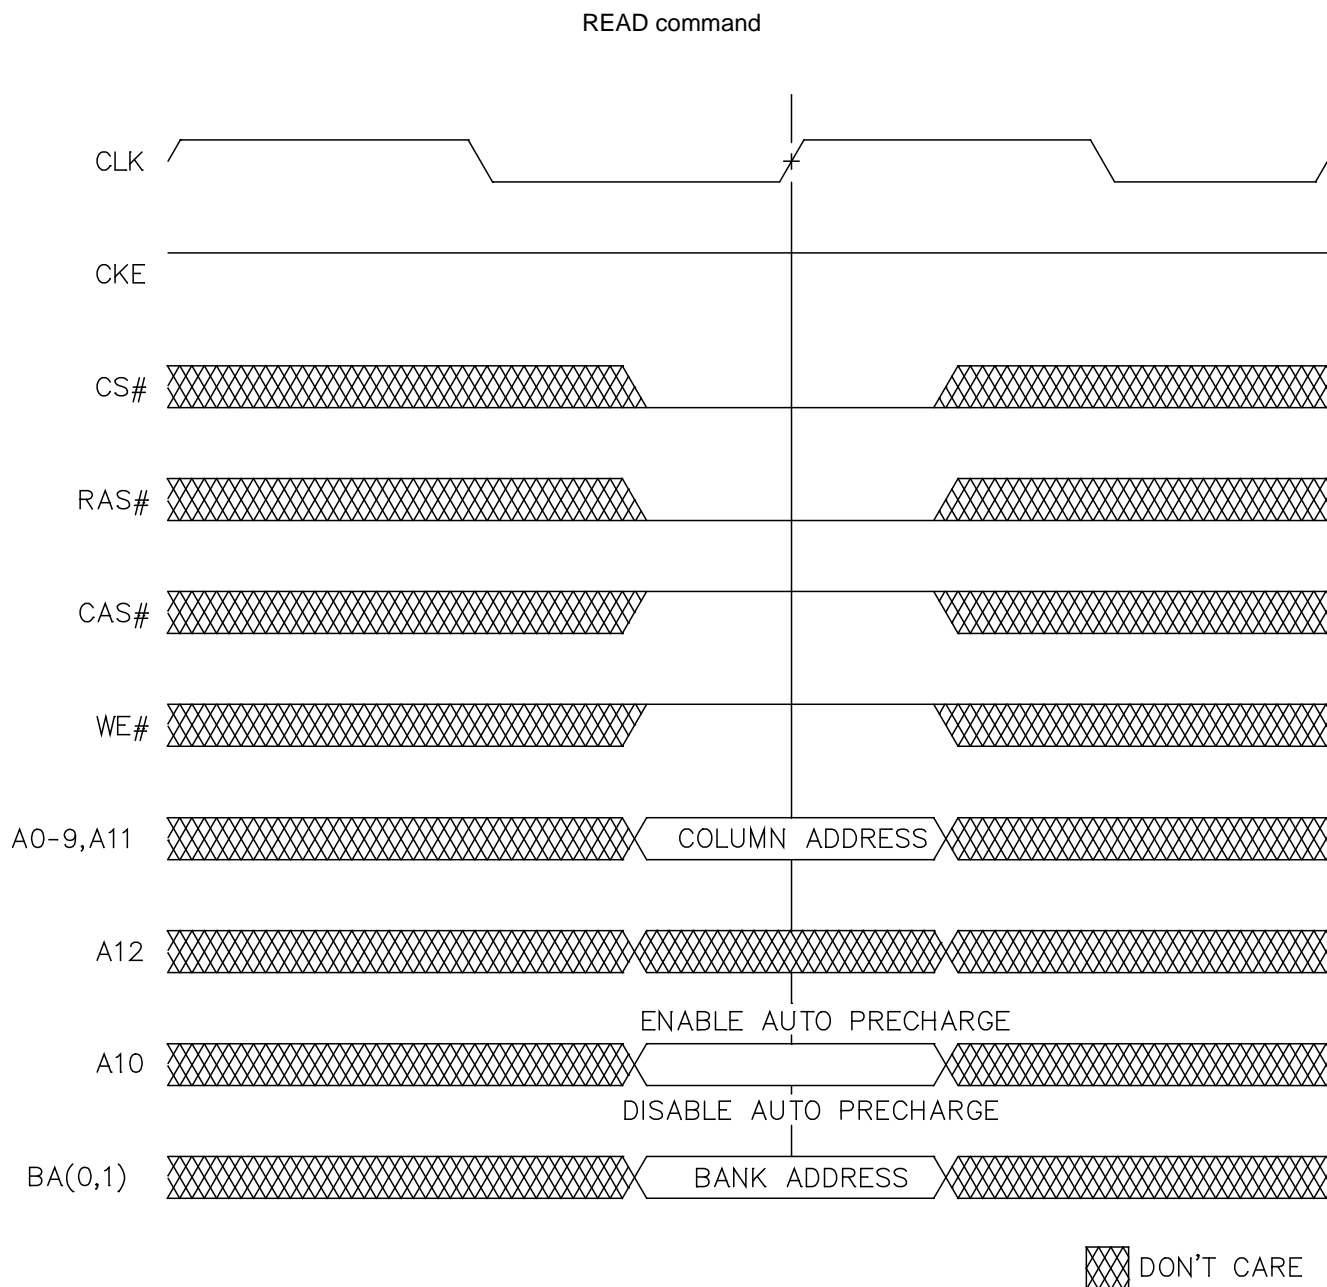 READ command
CLK
CKE
CS#
RAS#
CAS#
WE#
A0-9,A11 COLUMN ADDRESS
A12
ENABLE AUTO PRECHARGE
A10
DISABLE AUTO PRECHARGE
BA(0,1) BANK ADDRESS
DON'T CARE